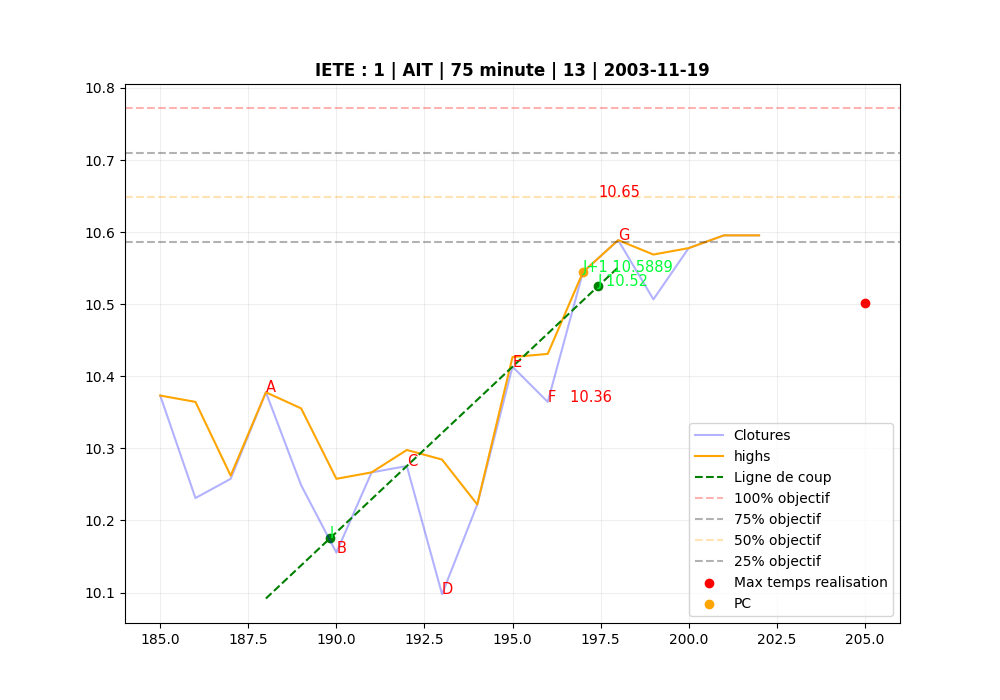 IETE : 1 | AIT | 75 minute | 13 | 2003-11-19
10.8
10.7
10.6
10.5
10.4
10.3
10.2
10.1
10.65
G
J+1 10.5889
J 10.52
A
E
F 10.36
C
I
B
D
Clotures
highs
Ligne de coup
100% objectif
75% objectif
50% objectif
25% objectif
Max temps realisation
PC
185.0 187.5 190.0 192.5 195.0 197.5 200.0 202.5 205.0